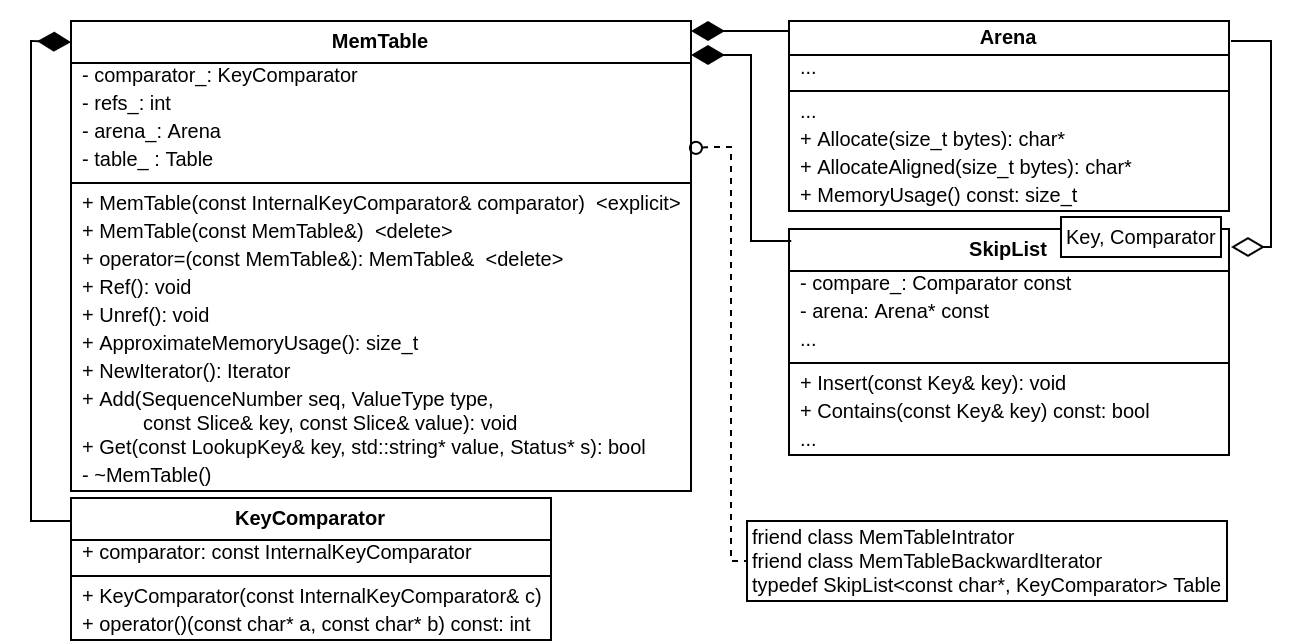 MemTable
- comparator_: KeyComparator
- refs_: int
- arena_: Arena
- table_ : Table
+ MemTable(const InternalKeyComparator& comparator)  <explicit>
+ MemTable(const MemTable&)  <delete>
+ operator=(const MemTable&): MemTable&  <delete>
+ Ref(): void
+ Unref(): void
+ ApproximateMemoryUsage(): size_t
+ NewIterator(): Iterator
+ Add(SequenceNumber seq, ValueType type,
const Slice& key, const Slice& value): void
+ Get(const LookupKey& key, std::string* value, Status* s): bool
- ~MemTable()
KeyComparator
+ comparator: const InternalKeyComparator
+ KeyComparator(const InternalKeyComparator& c)
+ operator()(const char* a, const char* b) const: int
Arena
...
...
+ Allocate(size_t bytes): char*
+ AllocateAligned(size_t bytes): char*
+ MemoryUsage() const: size_t
Key, Comparator
SkipList
- compare_: Comparator const
- arena: Arena* const
...
+ Insert(const Key& key): void
+ Contains(const Key& key) const: bool
...
friend class MemTableIntrator
friend class MemTableBackwardIterator
typedef SkipList<const char*, KeyComparator> Table